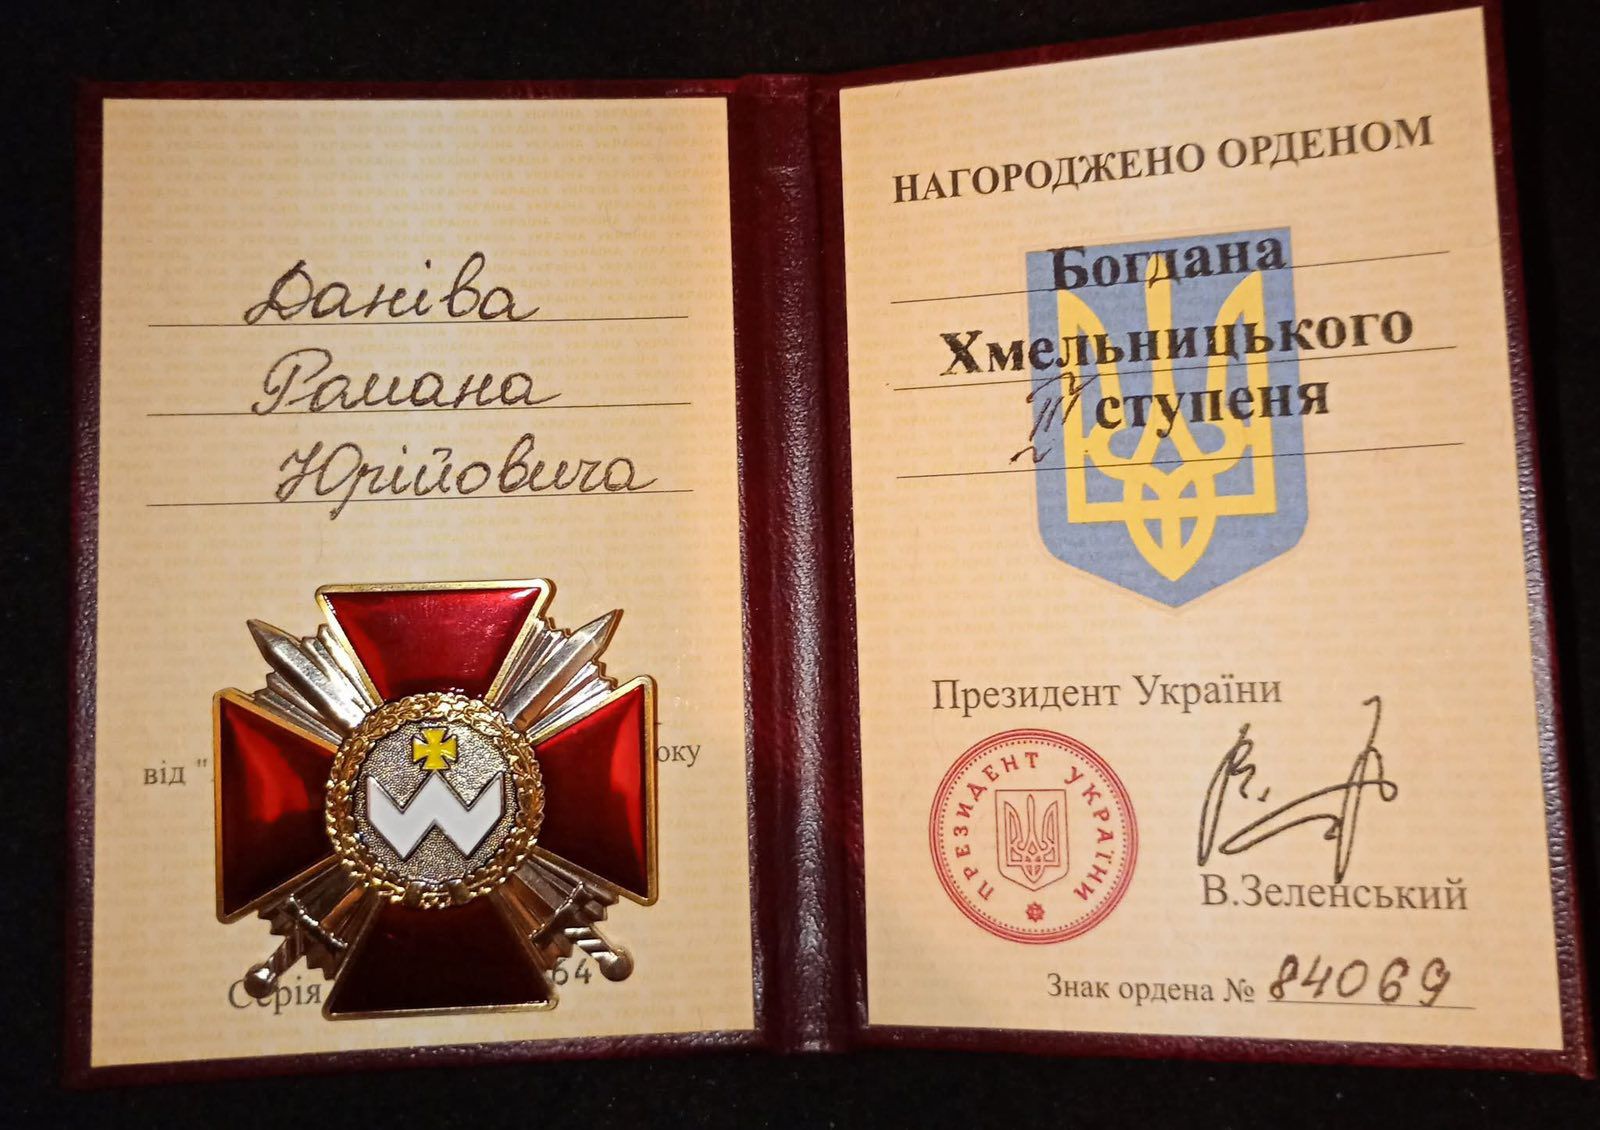 Даніва
Романа
Юрійовича
від "
оку
Серія
64
НАГОРОДЖЕНО ОРДЕНОМ
Богдана
Хмельницького
III ступеня
Президент України
ПРЕЗИДЕНТ УКРАЇНИ
В.Зеленський
Знак ордена № 84069